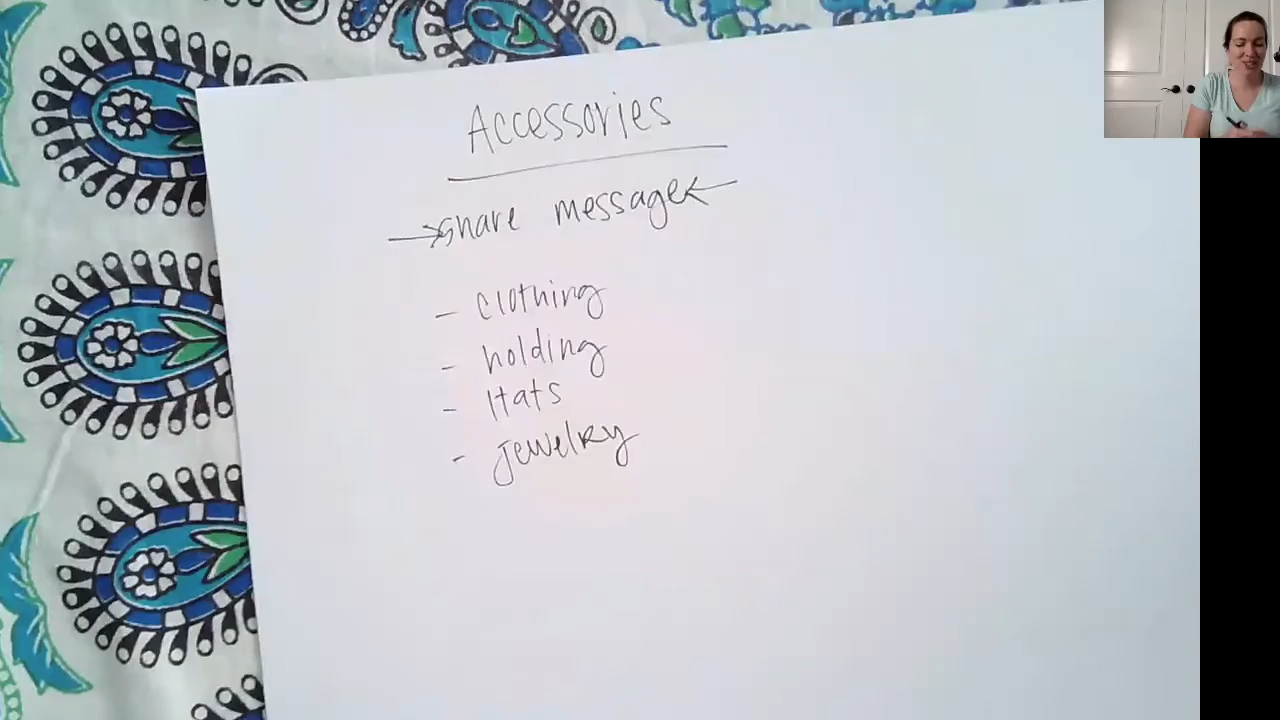 Accessories
→share message←
- clothing
- holding
- Hats
- jewelry